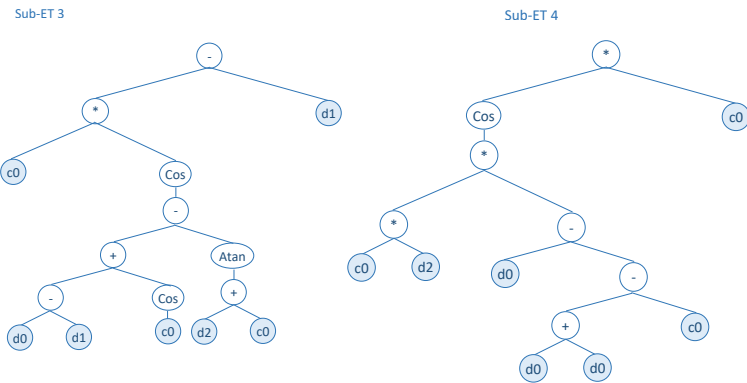 Sub-ET 3
Sub-ET 4
-
*
*
d1
Cos
c0
c0
Cos
*
-
*
-
+
Atan
c0
d2
d0
-
-
Cos
+
d0
d1
c0
d2
c0
+
c0
d0
d0